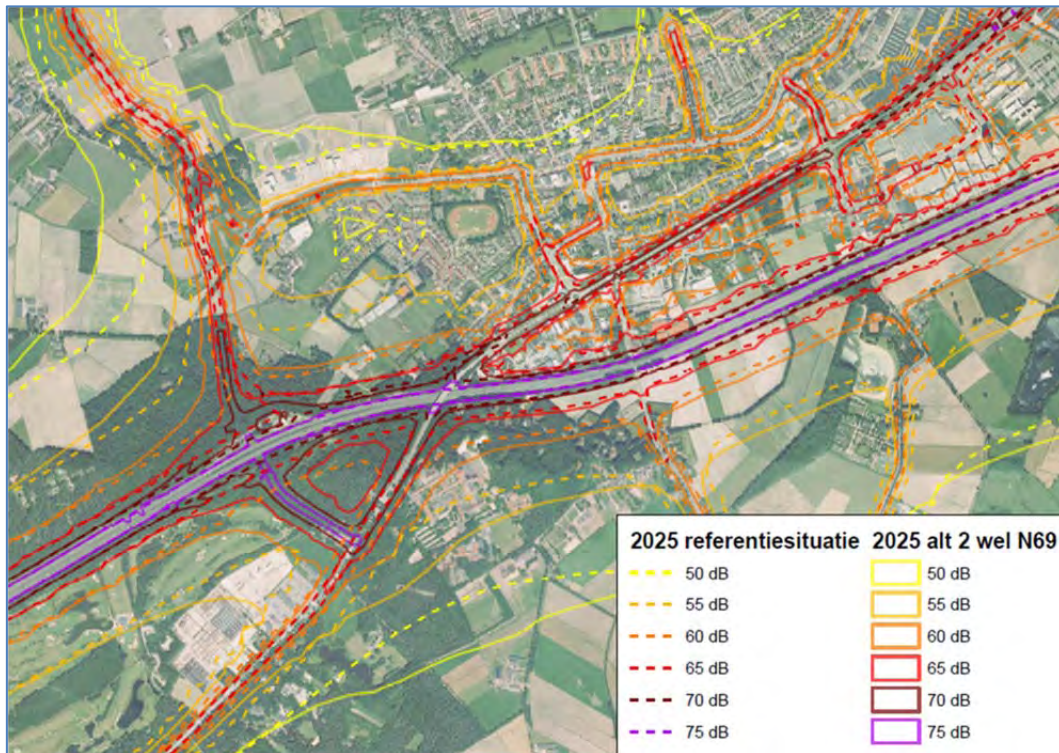 2025 referentiesituatie 2025 alt 2 wel N69
50 dB 50 dB
55 dB 55 dB
60 dB 60 dB
65 dB 65 dB
70 dB 70 dB
75 dB 75 dB